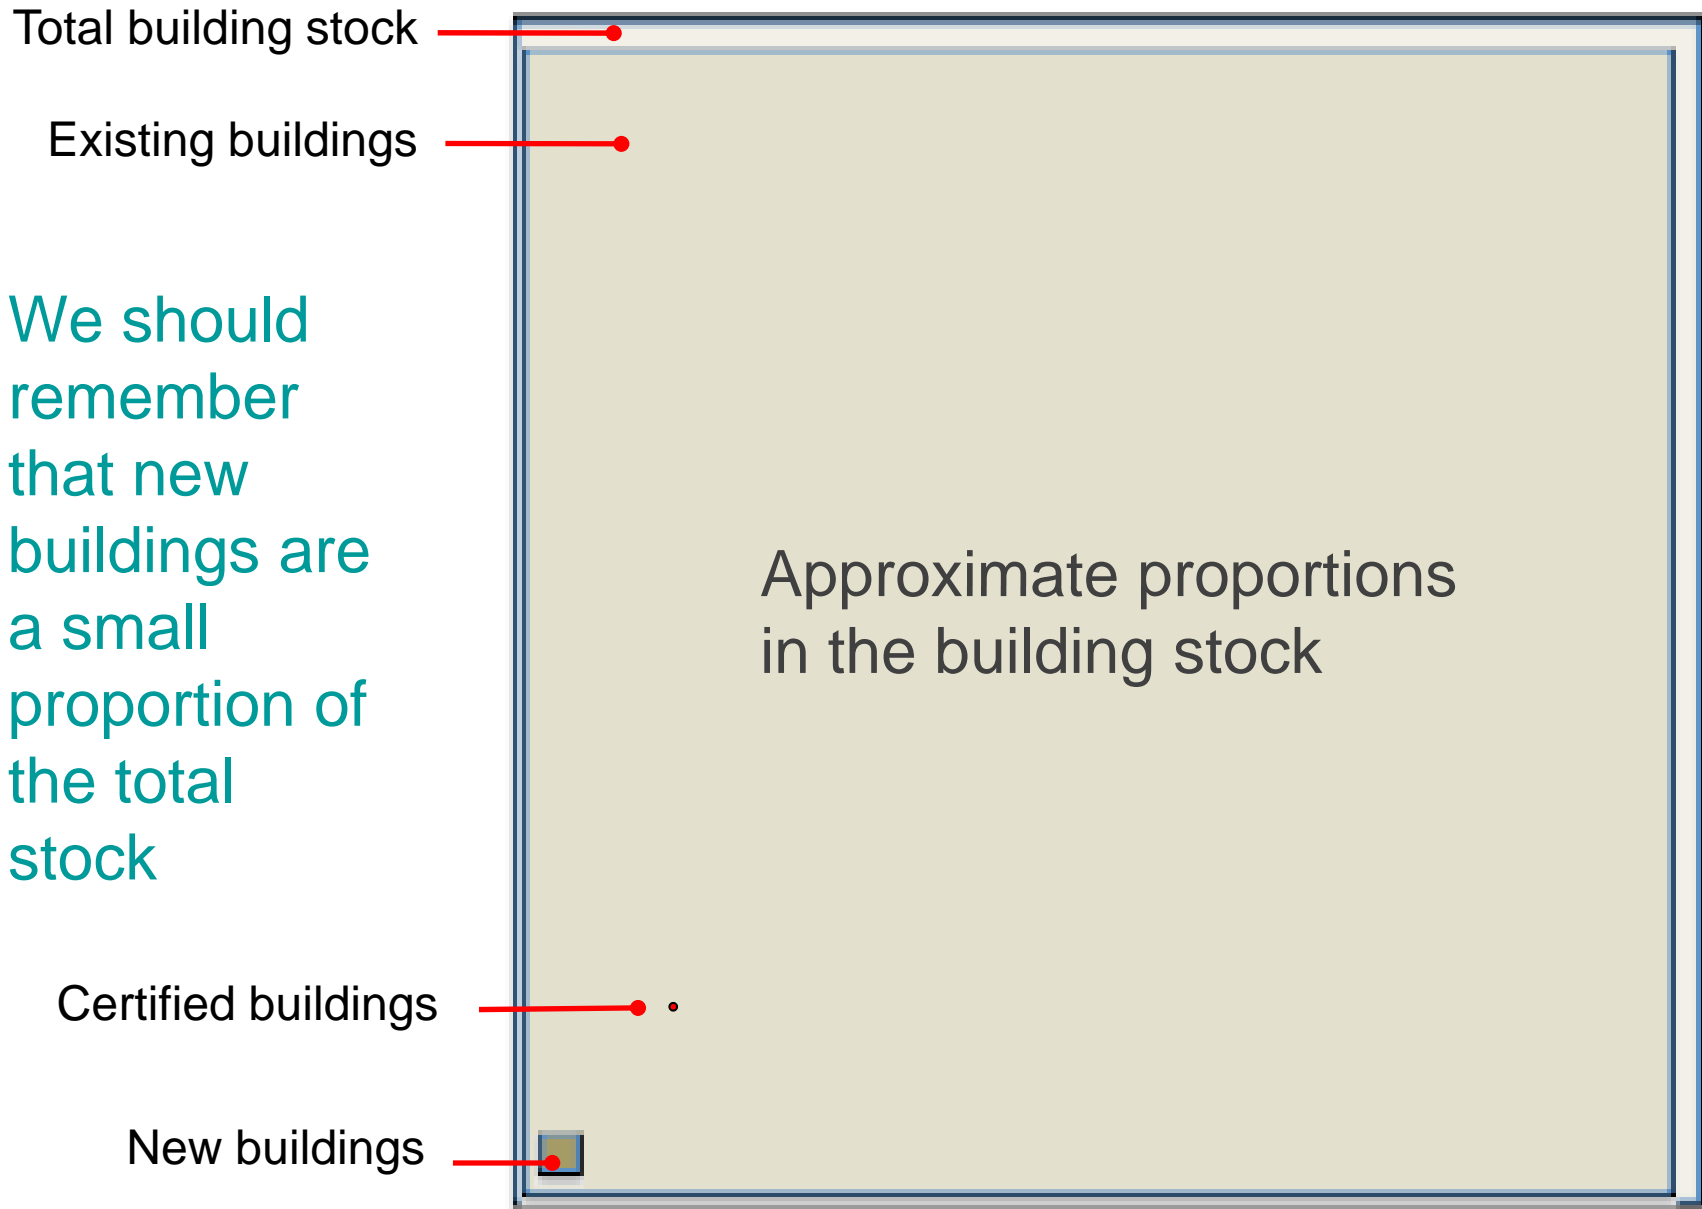 Total building stock
Existing buildings
We should
remember
that new
buildings are
a small
proportion of
the total
stock
Approximate proportions
in the building stock
Certified buildings
New buildings